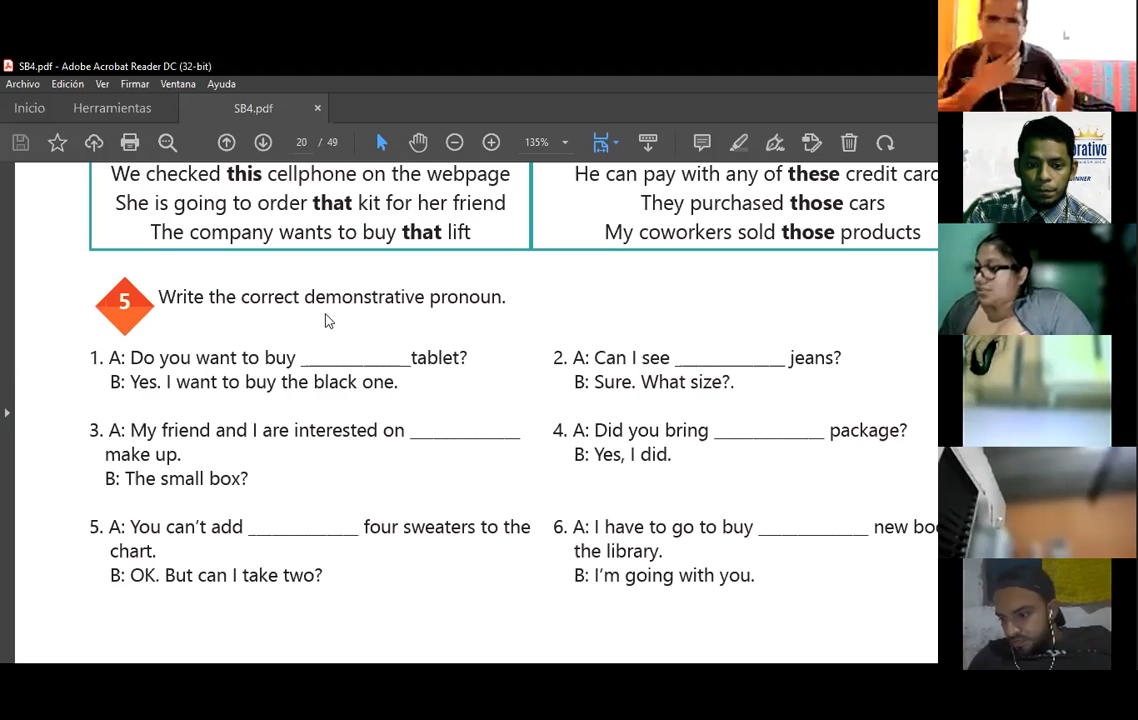 SB4.pdf - Adobe Acrobat Reader DC (32-bit)
Archivo Edición Ver Firmar Ventana Ayuda
Inicio Herramientas SB4.pdf ×
20 / 49 135%
We checked this cellphone on the webpage
She is going to order that kit for her friend
The company wants to buy that lift
He can pay with any of these credit card
They purchased those cars
My coworkers sold those products
5 Write the correct demonstrative pronoun.
1. A: Do you want to buy ____________tablet?
B: Yes. I want to buy the black one.
2. A: Can I see ____________ jeans?
B: Sure. What size?.
3. A: My friend and I are interested on ____________
make up.
B: The small box?
4. A: Did you bring ____________ package?
B: Yes, I did.
5. A: You can't add ____________ four sweaters to the
chart.
B: OK. But can I take two?
6. A: I have to go to buy ____________ new
the library.
B: I'm going with you.